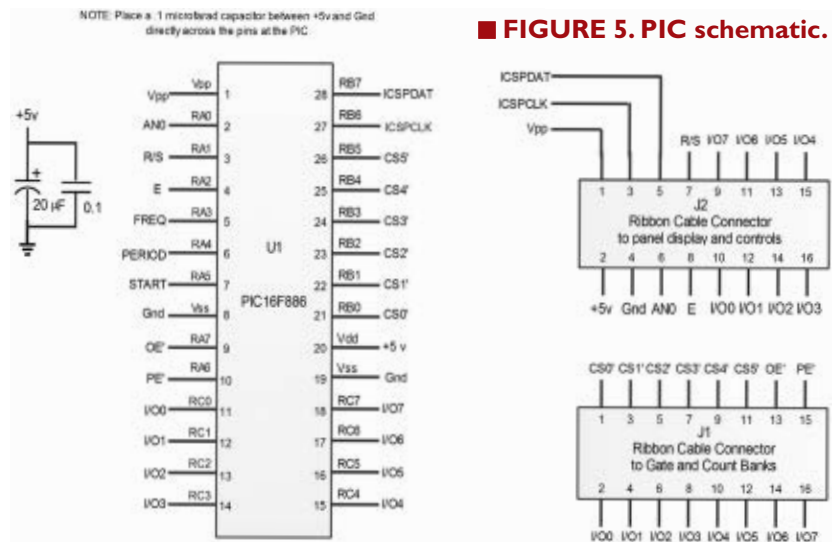 NOTE: Place a .1 microfarad capacitor between +5v and Gnd
directly across the pins at the PIC
■ FIGURE 5. PIC schematic.
+5v
+
20 µF 0.1
Vpp Vpp 1 28 RB7 ICSPDAT
AN0 RA0 2 27 RB6 ICSPCLK
R/S RA1 3 26 RB5 CS5'
E RA2 4 25 RB4 CS4'
FREQ RA3 5 24 RB3 CS3'
PERIOD RA4 6 U1 23 RB2 CS2'
START RA5 7 22 RB1 CS1'
PIC16F886
Gnd Vss 8 21 RB0 CS0'
OE' RA7 9 20 Vdd +5 v
PE' RA6 10 19 Vss Gnd
I/O0 RC0 11 18 RC7 I/O7
I/O1 RC1 12 17 RC6 I/O6
I/O2 RC2 13 16 RC5 I/O5
I/O3 RC3 14 15 RC4 I/O4
ICSPDAT
ICSPCLK
Vpp
R/S I/O7 I/O6 I/O5 I/O4
1 3 5 7 9 11 13 15
J2
Ribbon Cable Connector
to panel display and controls
2 4 6 8 10 12 14 16
+5v Gnd AN0 E I/O0 I/O1 I/O2 I/O3
CS0' CS1' CS2' CS3' CS4' CS5' OE' PE'
1 3 5 7 9 11 13 15
J1
Ribbon Cable Connector
to Gate and Count Banks
2 4 6 8 10 12 14 16
I/O0 I/O1 I/O2 I/O3 I/O4 I/O5 I/O6 I/O7